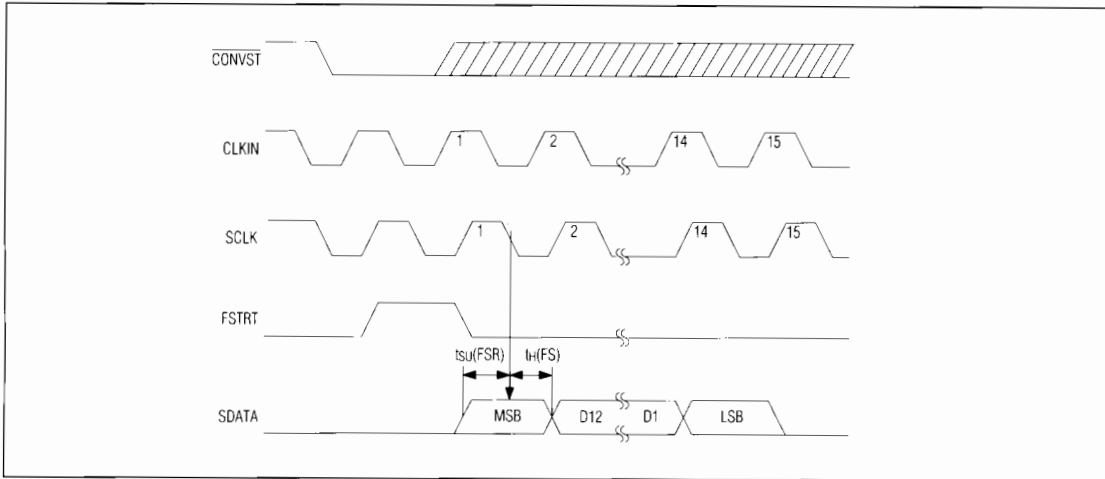 CONVST
CLKIN
1 2 14 15
SCLK
1 2 14 15
FSTRT
tSU(FSR) tH(FS)
SDATA
MSB D12 D1 LSB